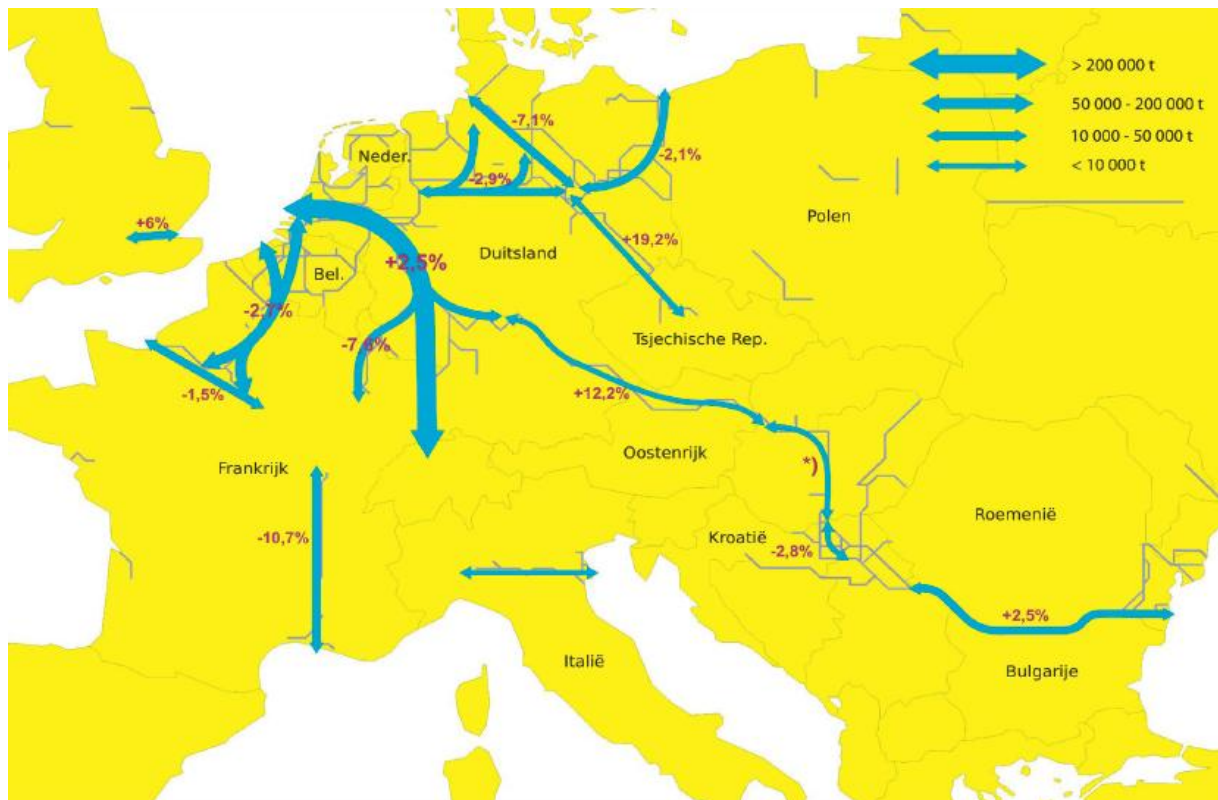 > 200 000 t
50 000 - 200 000 t
10 000 - 50 000 t
< 10 000 t
-7,1%
Neder.
-2,1%
-2,9%
Polen
+6%
+19,2%
Duitsland
+2,5%
Bel.
-2,7%
Tsjechische Rep.
-7,8%
-1,5%
+12,2%
Oostenrijk
*)
Frankrijk
Roemenië
-10,7%
Kroatië
-2,8%
+2,5%
Italië
Bulgarije